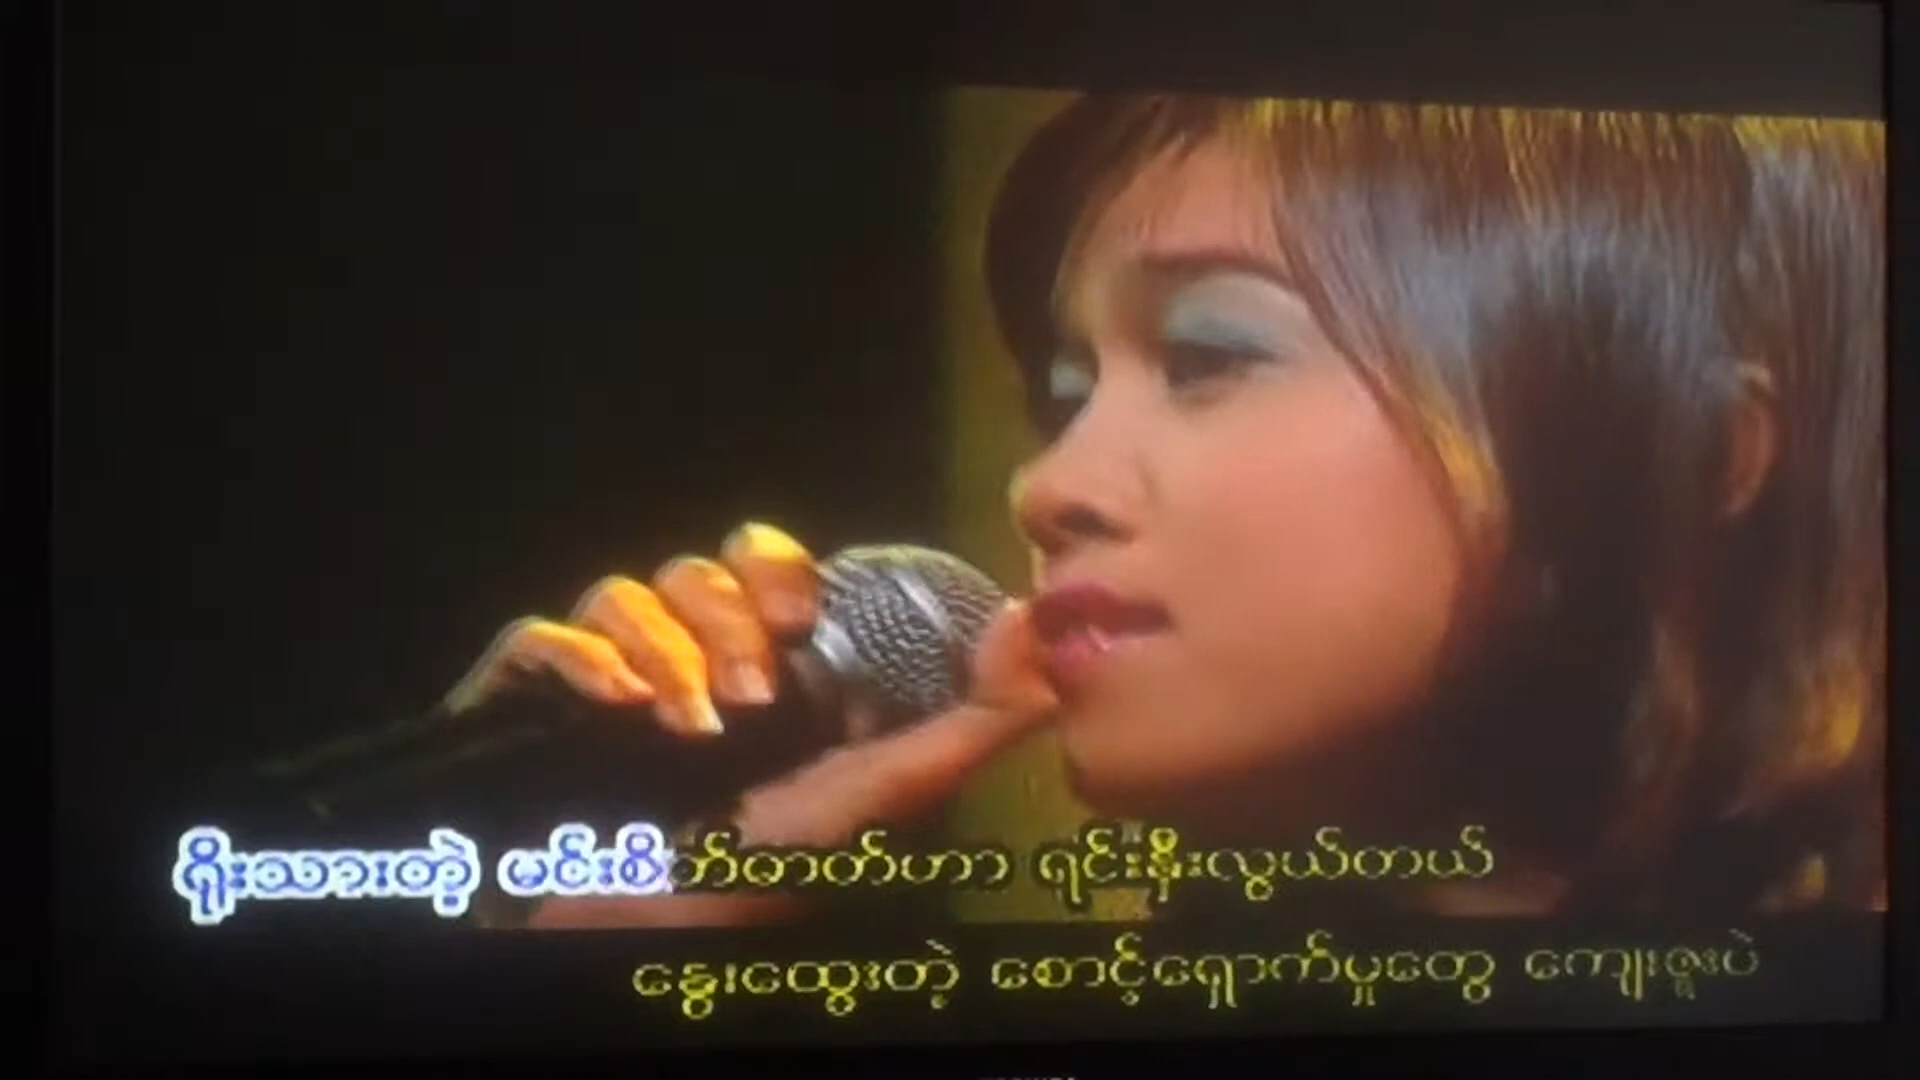 ရိုးသားတဲ့ မင်းစိတ်ဓာတ်ဟာ ရင်းနှီးလွယ်တယ်
နွေးထွေးတဲ့ စောင့်ရှောက်မှုတွေ ကျေးဇူးပဲ